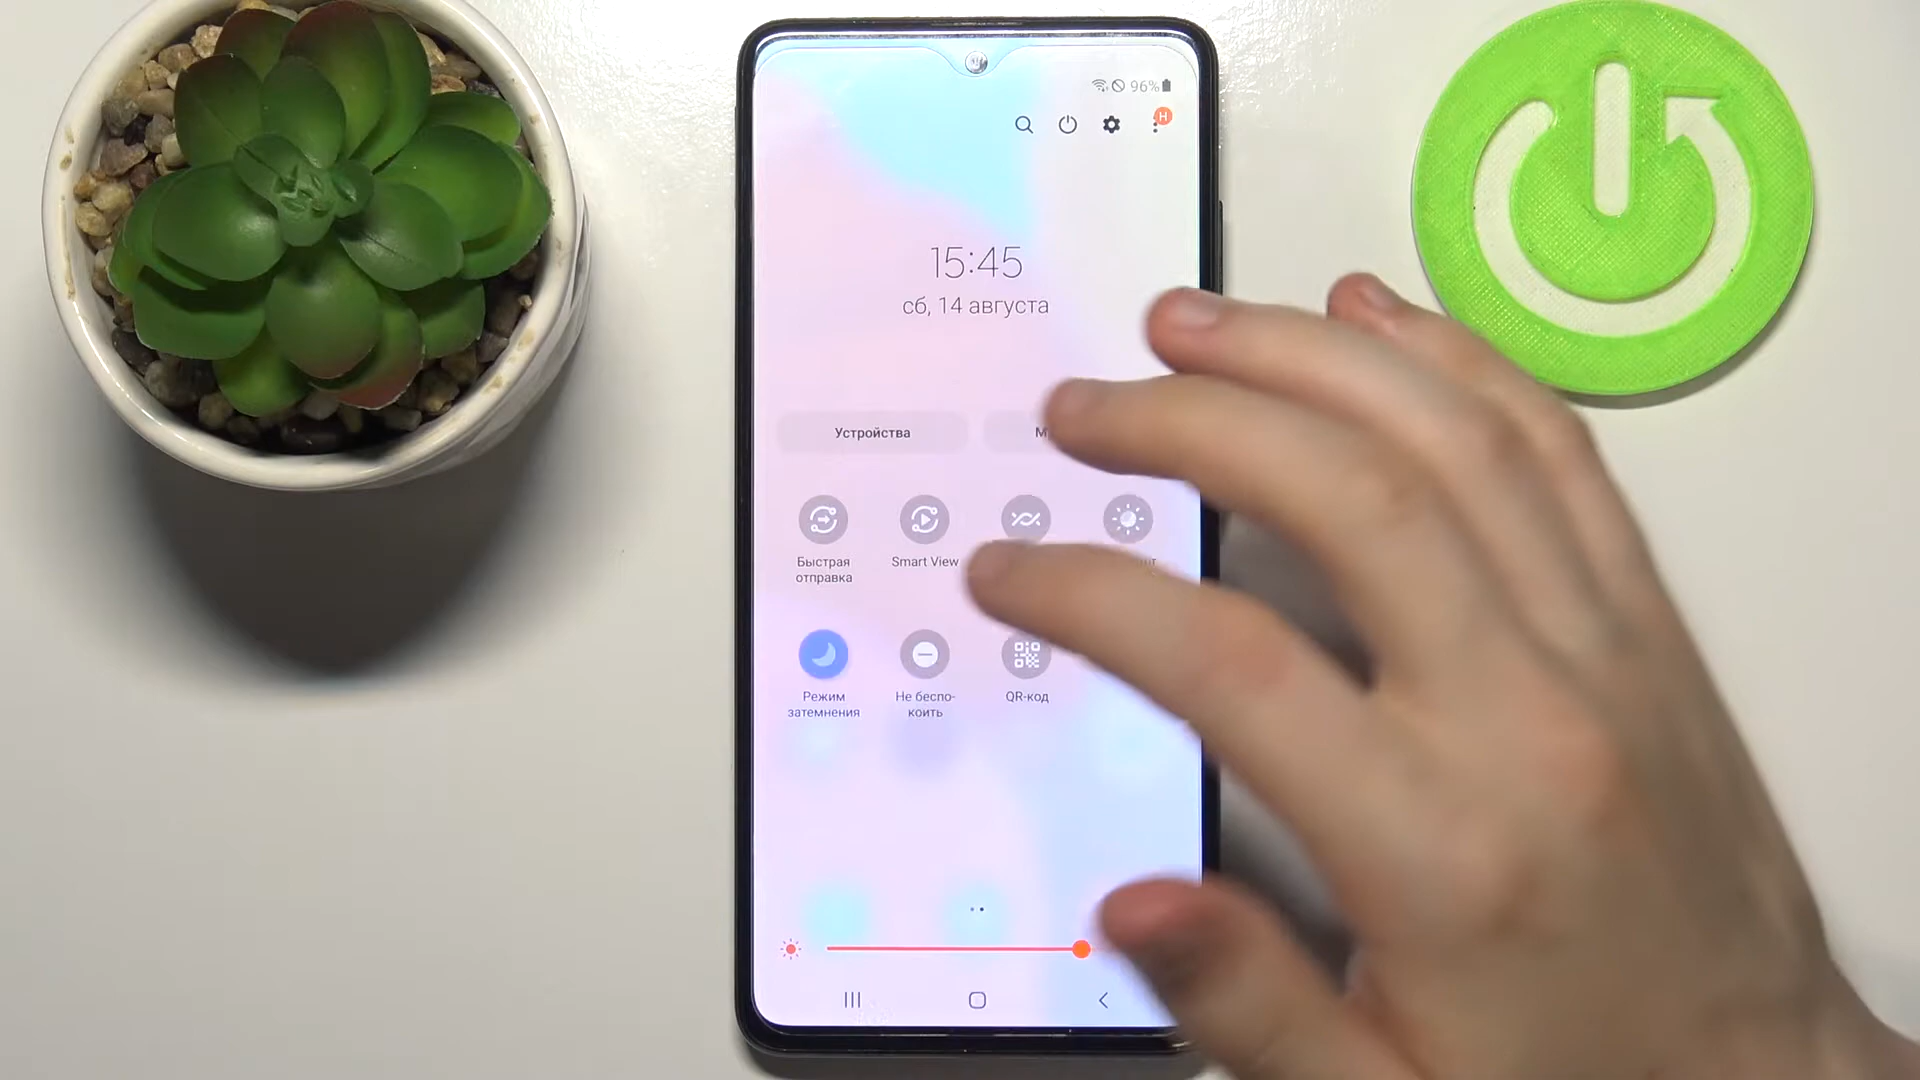 96%
H
15:45
сб, 14 августа
Устройства
Быстрая
отправка
Smart View
Режим
затемнения
Не беспо-
коить
QR-код